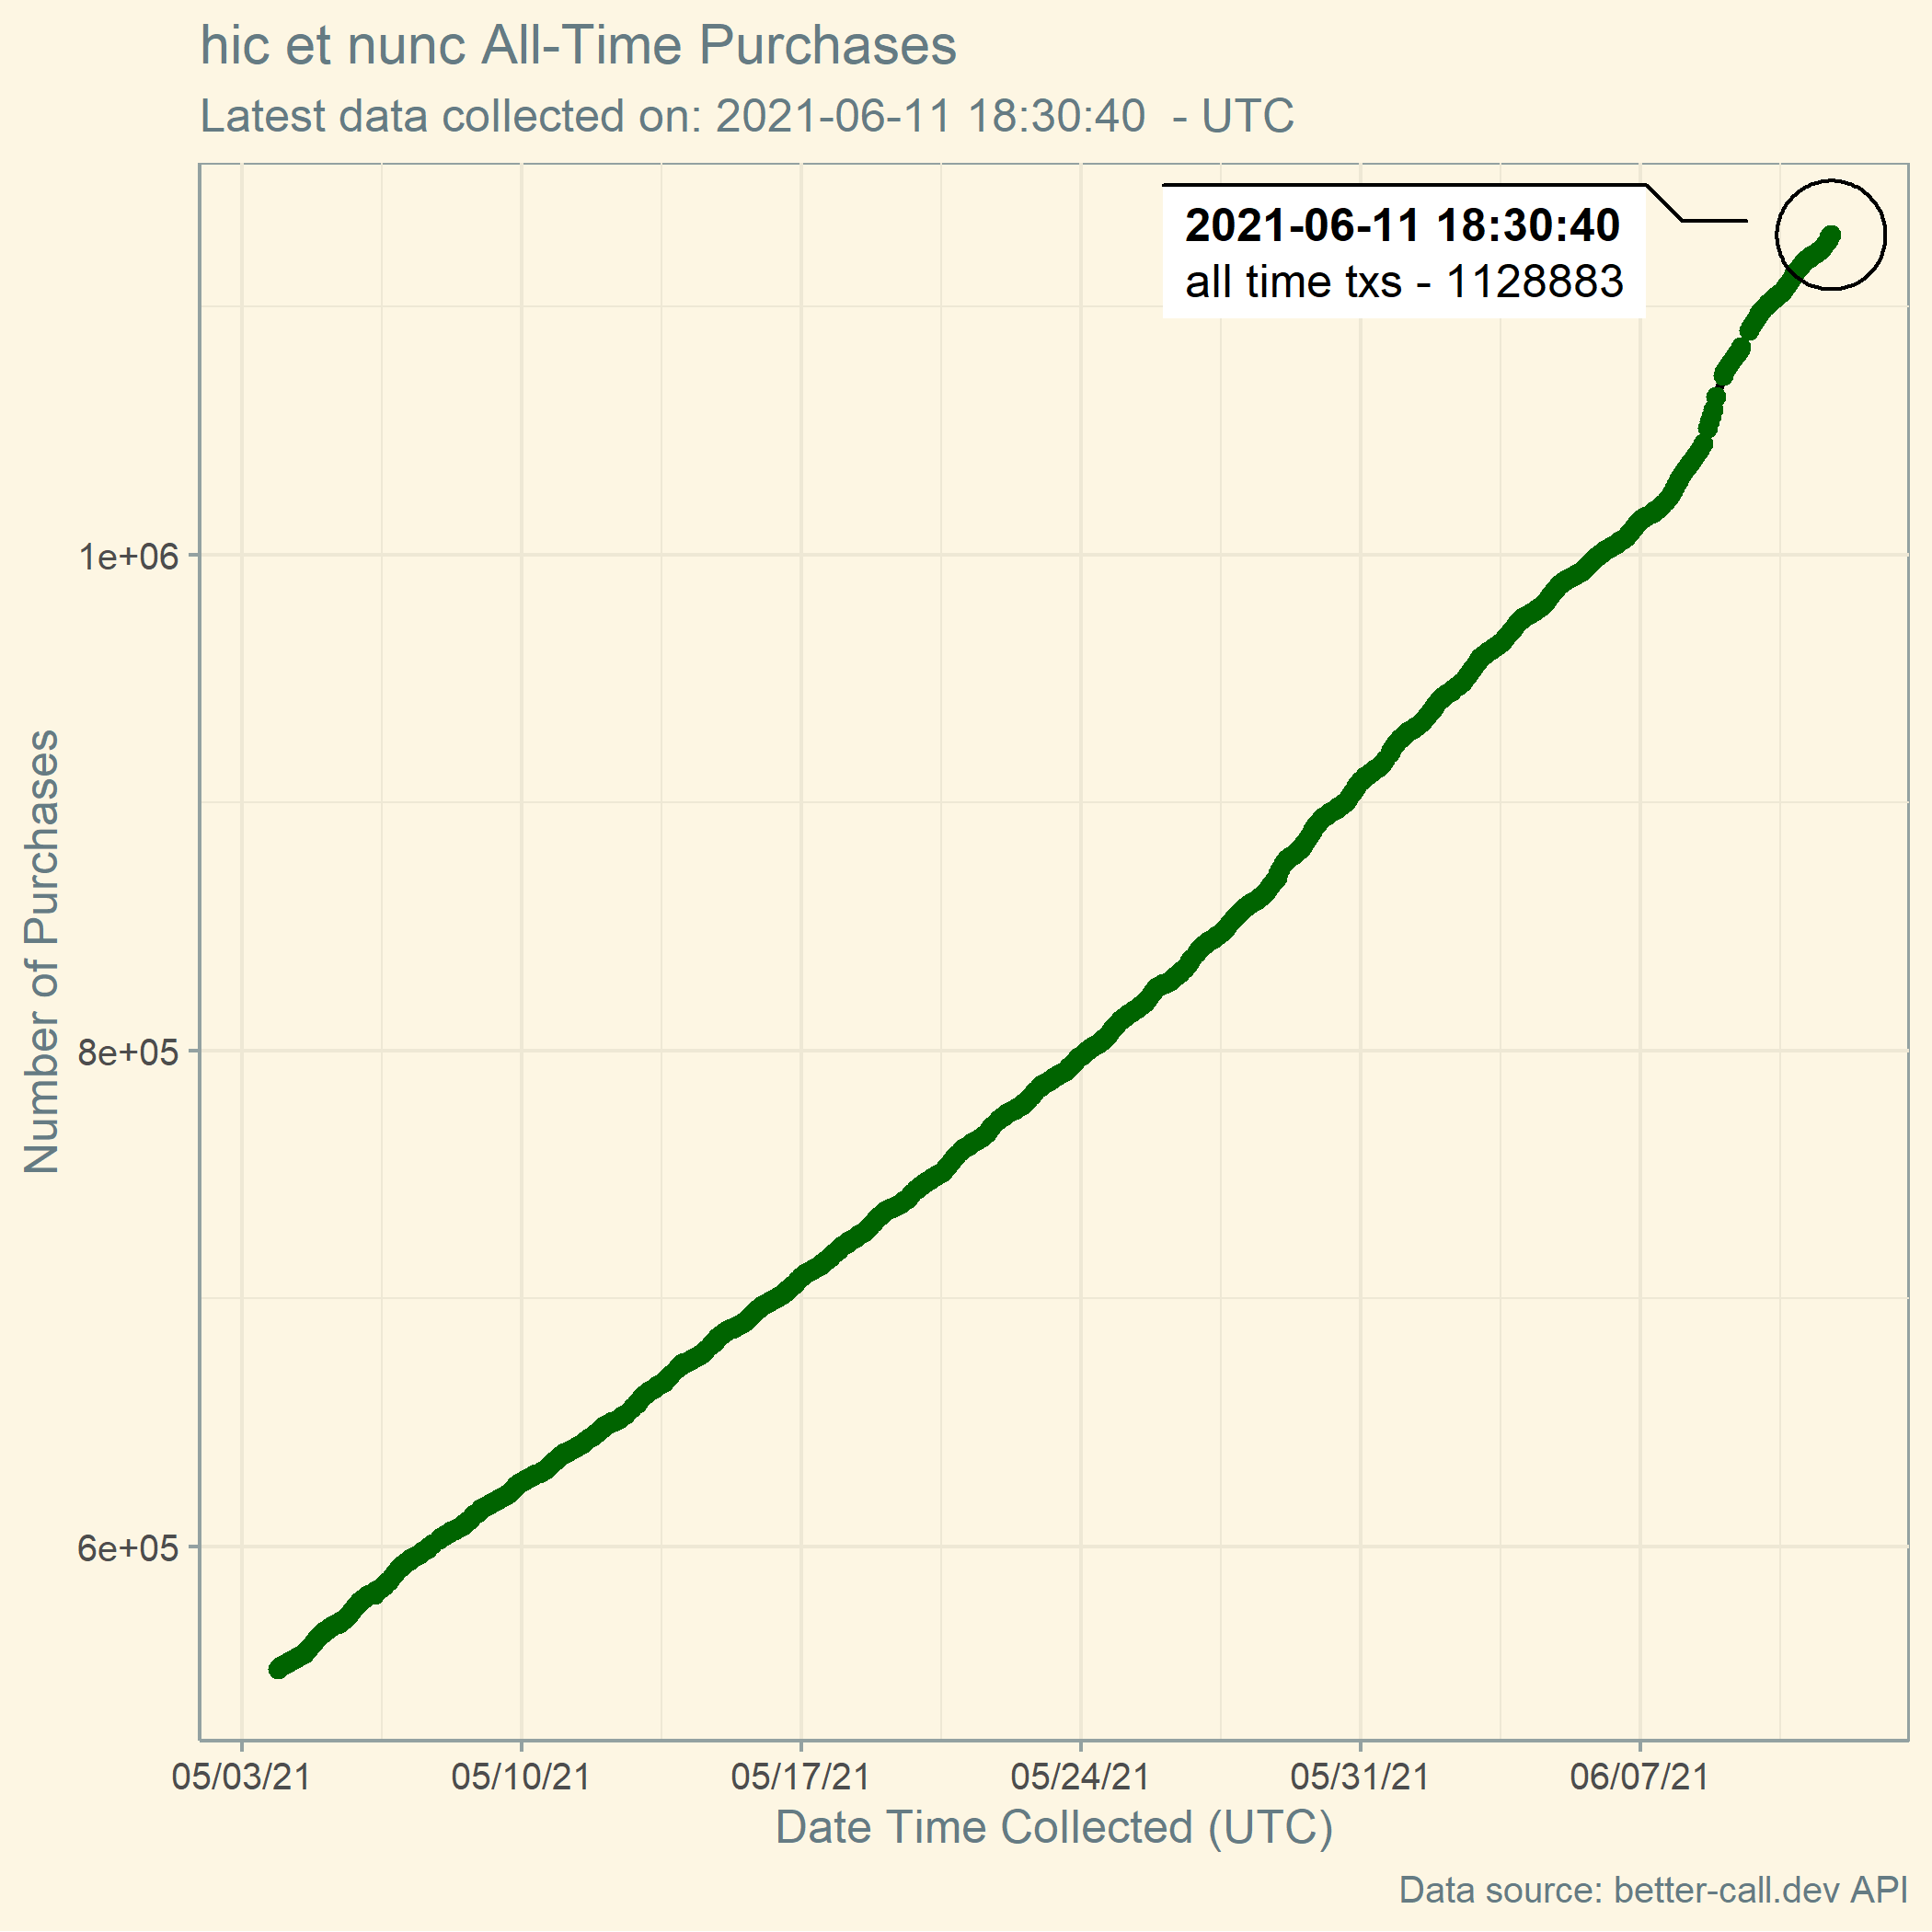 hic et nunc All-Time Purchases
Latest data collected on: 2021-06-11 18:30:40  - UTC
2021-06-11 18:30:40
all time txs - 1128883
Number of Purchases
1e+06
8e+05
6e+05
05/03/21
05/10/21
05/17/21
05/24/21
05/31/21
06/07/21
Date Time Collected (UTC)
Data source: better-call.dev API